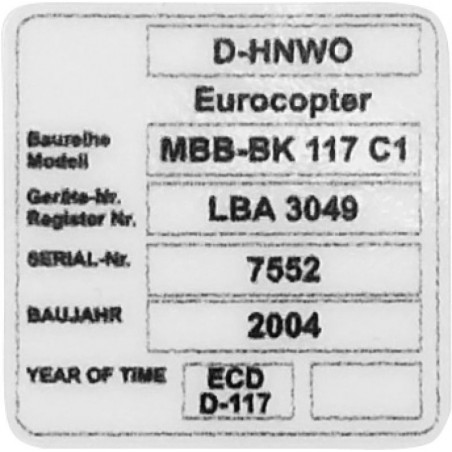 D-HNWO
Eurocopter
Baureihe
Modell
MBB-BK 117 C1
Geräte-Nr.
Register Nr.
LBA 3049
SERIAL-Nr.
7552
BAUJAHR
2004
YEAR OF TIME
ECD
D-117